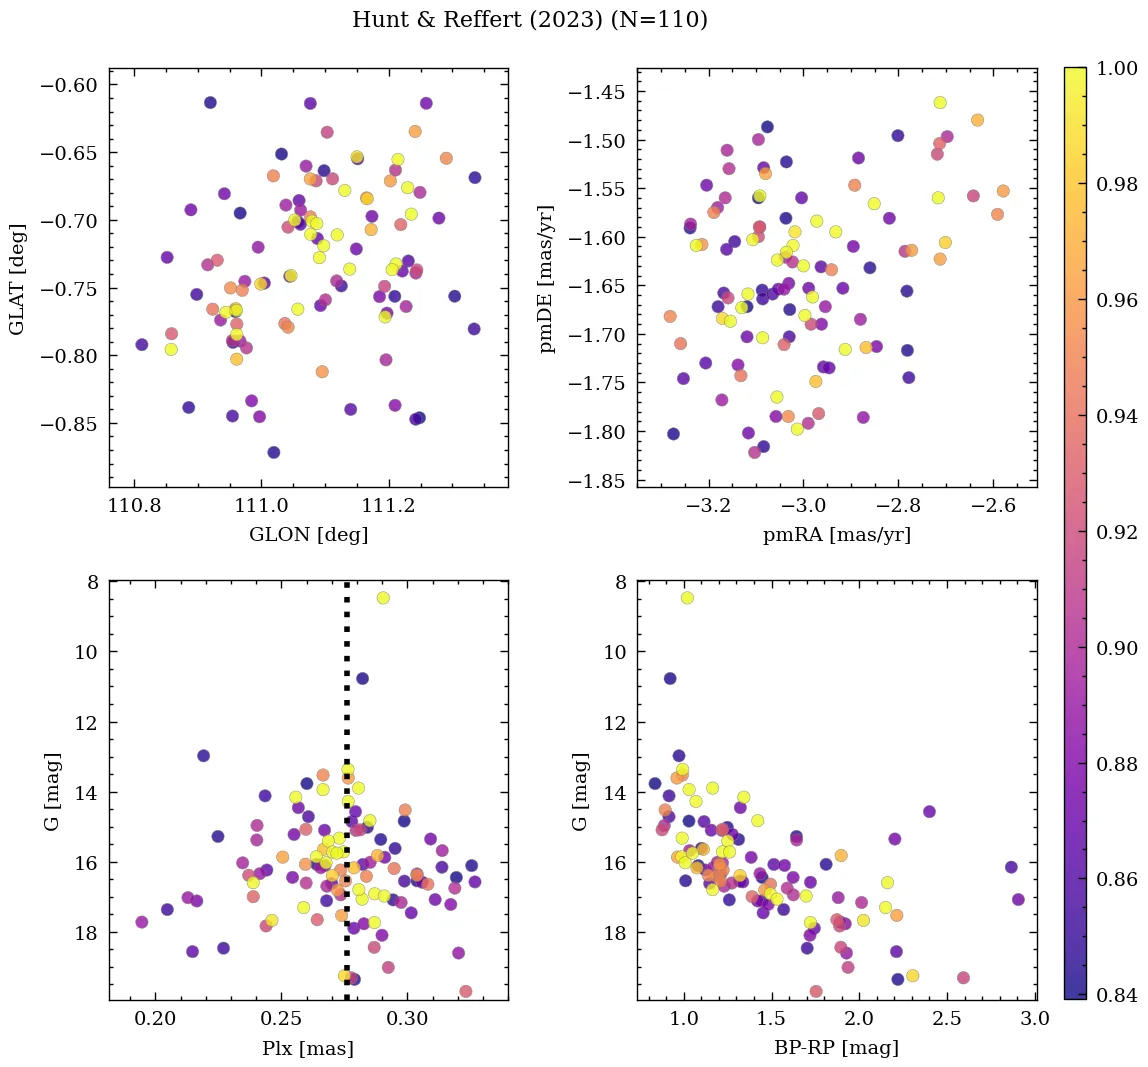 Hunt & Reffert (2023) (N=110)
−0.60
−0.65
−0.70
−0.75
−0.80
−0.85
GLAT [deg]
110.8 111.0 111.2
GLON [deg]
−1.45
−1.50
−1.55
−1.60
−1.65
−1.70
−1.75
−1.80
−1.85
pmDE [mas/yr]
−3.2 −3.0 −2.8 −2.6
pmRA [mas/yr]
8
10
12
14
16
18
G [mag]
0.20 0.25 0.30
Plx [mas]
8
10
12
14
16
18
G [mag]
1.0 1.5 2.0 2.5 3.0
BP-RP [mag]
1.00
0.98
0.96
0.94
0.92
0.90
0.88
0.86
0.84